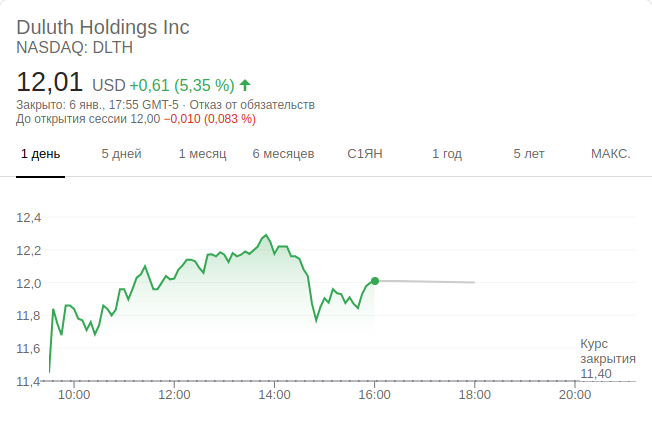 Duluth Holdings Inc
NASDAQ: DLTH
12,01 USD +0,61 (5,35 %)
Закрыто: 6 янв., 17:55 GMT-5 · Отказ от обязательств
До открытия сессии 12,00 −0,010 (0,083 %)
1 день 5 дней 1 месяц 6 месяцев С1ЯН 1 год 5 лет МАКС.
12,4
12,2
12,0
11,8
11,6
11,4
Курс
закрытия
11,40
10:00 12:00 14:00 16:00 18:00 20:00